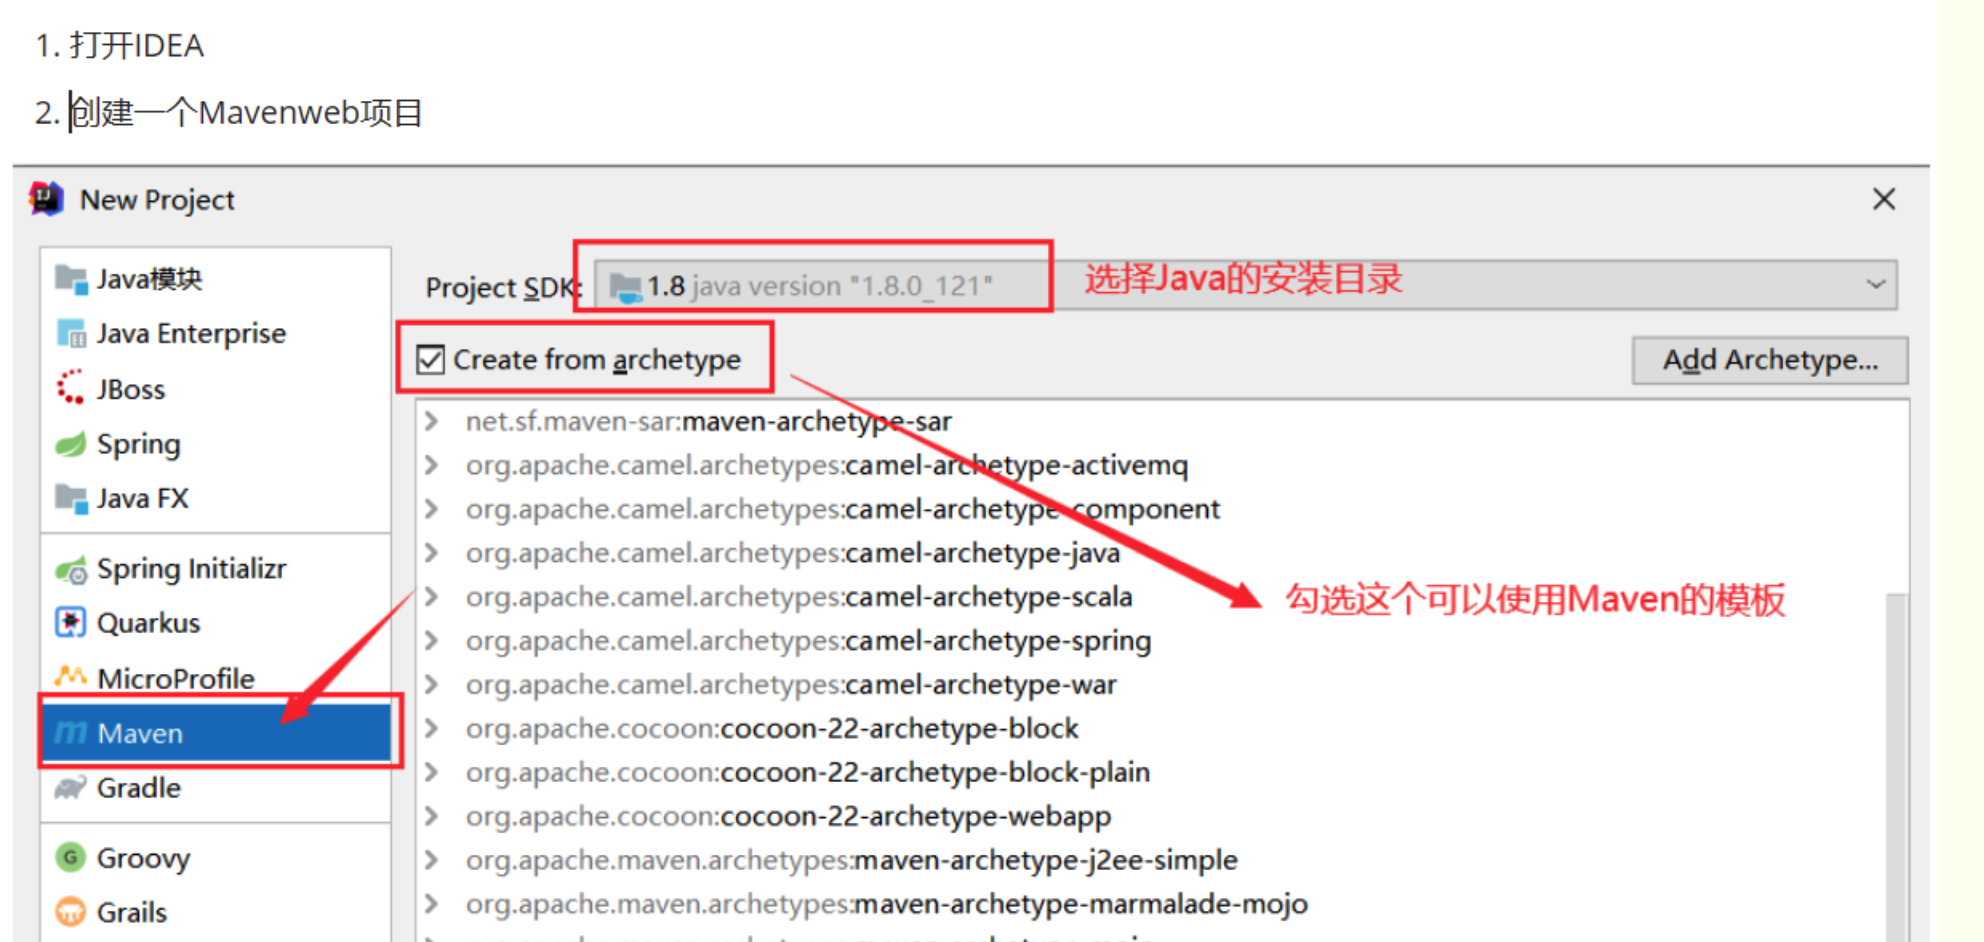 1. 打开IDEA
2. 创建一个Mavenweb项目
New Project
Java模块
Java Enterprise
JBoss
Spring
Java FX
Spring Initializr
Quarkus
MicroProfile
Maven
Gradle
Groovy
Grails
Project SDK: 1.8 java version "1.8.0_121" 选择Java的安装目录
Create from archetype
Add Archetype...
net.sf.maven-sar:maven-archetype-sar
org.apache.camel.archetypes:camel-archetype-activemq
org.apache.camel.archetypes:camel-archetype-component
org.apache.camel.archetypes:camel-archetype-java
org.apache.camel.archetypes:camel-archetype-scala
org.apache.camel.archetypes:camel-archetype-spring
org.apache.camel.archetypes:camel-archetype-war
org.apache.cocoon:cocoon-22-archetype-block
org.apache.cocoon:cocoon-22-archetype-block-plain
org.apache.cocoon:cocoon-22-archetype-webapp
org.apache.maven.archetypes:maven-archetype-j2ee-simple
org.apache.maven.archetypes:maven-archetype-marmalade-mojo
勾选这个可以使用Maven的模板